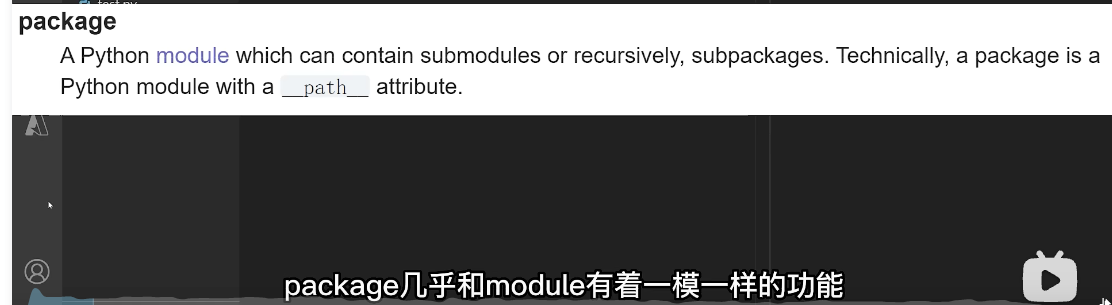 package
A Python module which can contain submodules or recursively, subpackages. Technically, a package is a
Python module with a __path__ attribute.
package几乎和module有着一模一样的功能